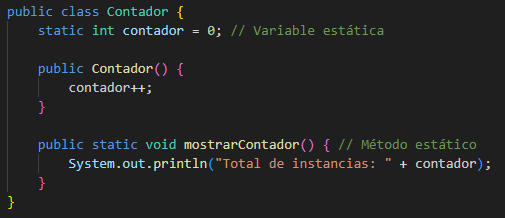 public class Contador {
    static int contador = 0; // Variable estática
    public Contador() {
        contador++;
    }
    public static void mostrarContador() { // Método estático
        System.out.println("Total de instancias: " + contador);
    }
}